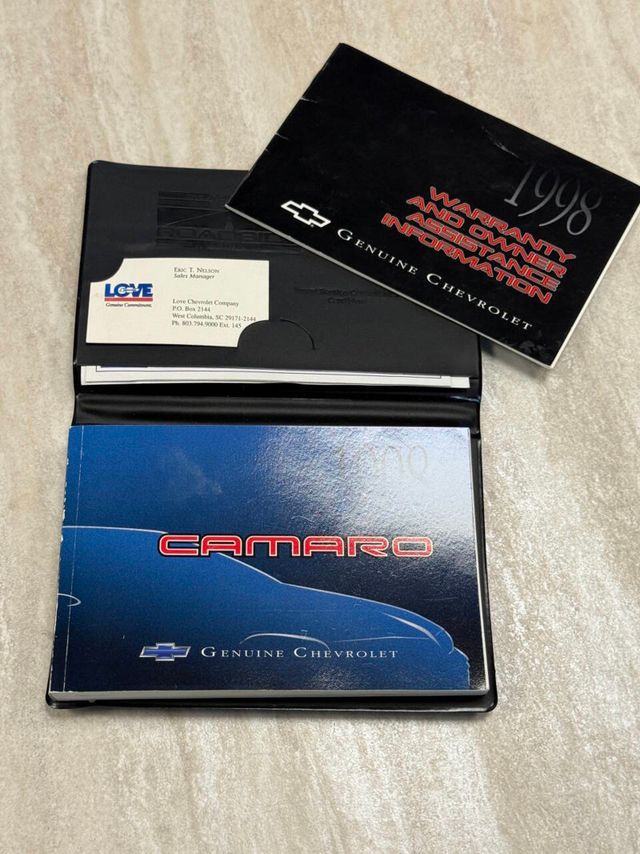 1998
WARRANTY
AND OWNER
ASSISTANCE
INFORMATION
GENUINE CHEVROLET
LOVE
Genuine Commitment.
ERIC T. NELSON
Sales Manager
Love Chevrolet Company
P.O. Box 2144
West Columbia, SC 29171-2144
Ph. 803.794.9000 Ext. 145
CAMARO
GENUINE CHEVROLET